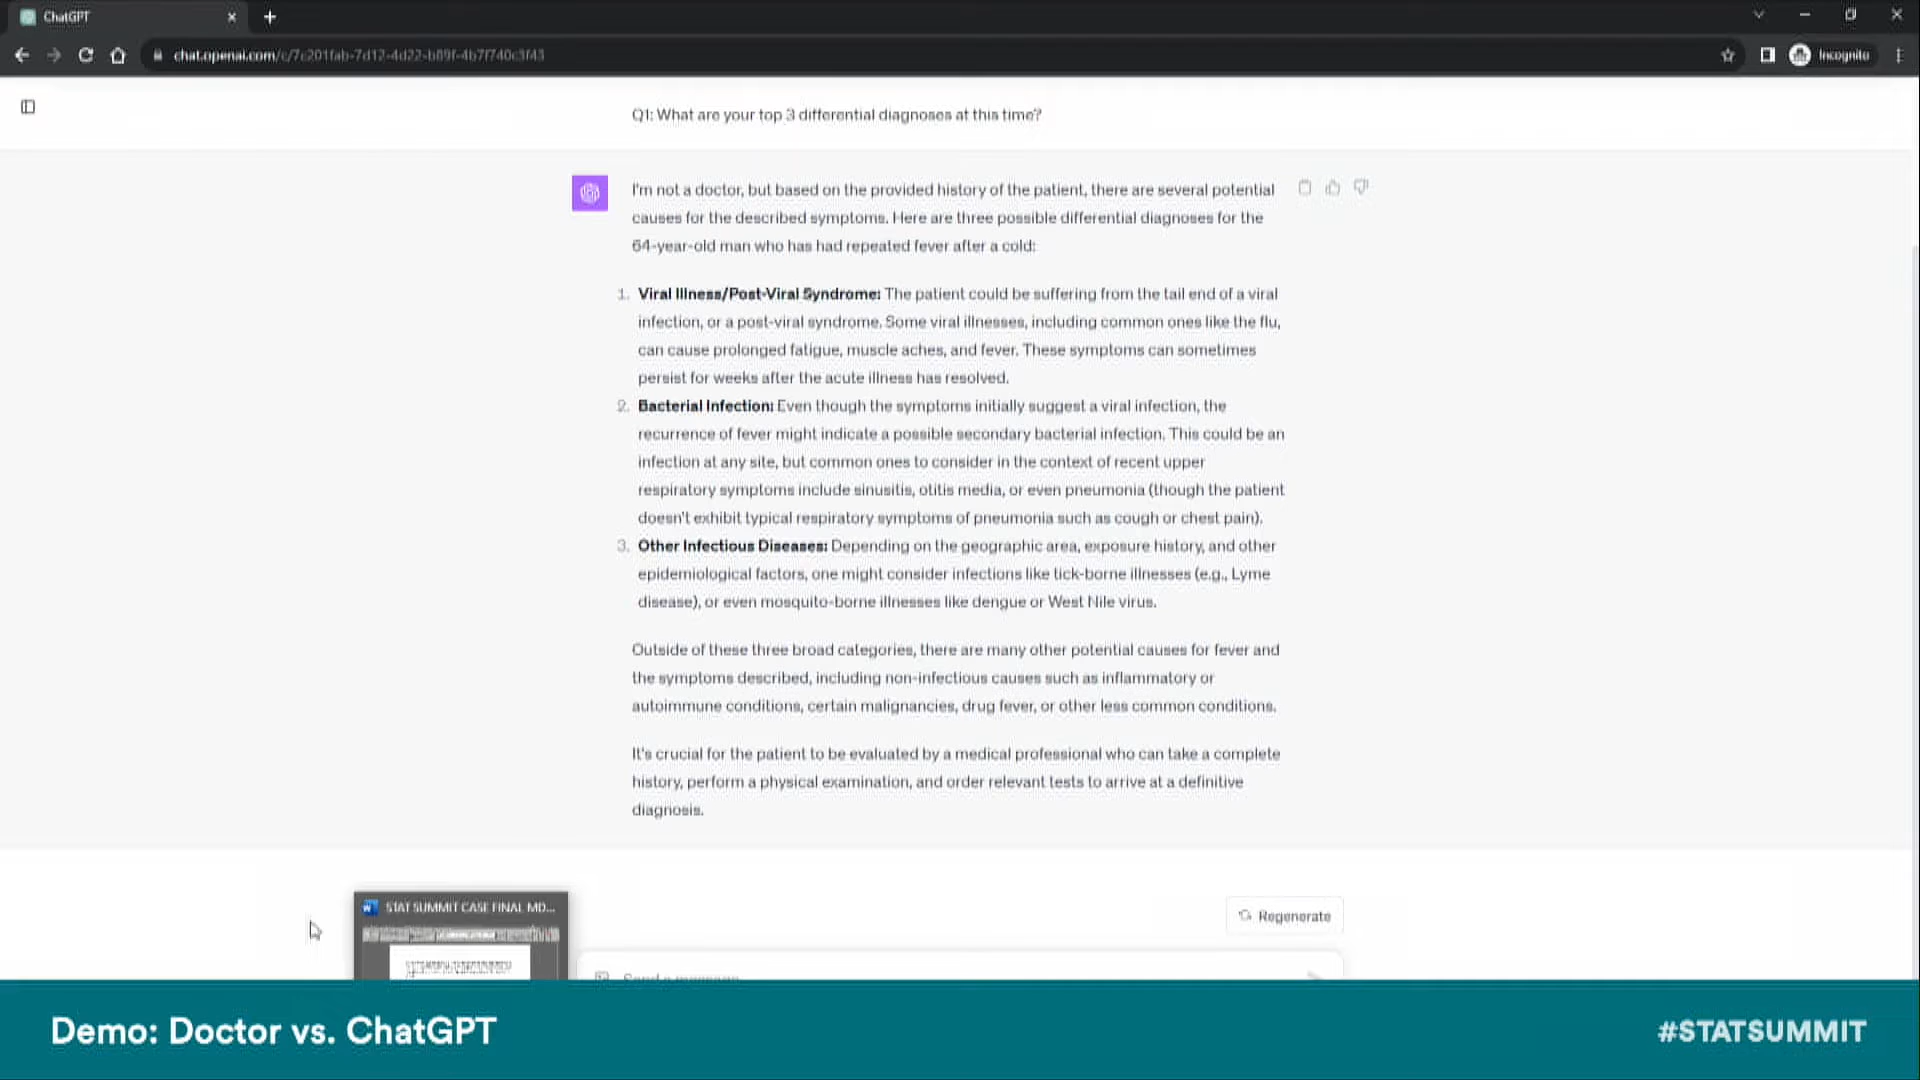 ChatGPT
chat.openai.com/c/7c201fab-7d12-4d22-b89f-4b7f740c3f43
Incognito
Q1: What are your top 3 differential diagnoses at this time?
I'm not a doctor, but based on the provided history of the patient, there are several potential
causes for the described symptoms. Here are three possible differential diagnoses for the
64-year-old man who has had repeated fever after a cold:
1. Viral Illness/Post-Viral Syndrome: The patient could be suffering from the tail end of a viral
infection, or a post-viral syndrome. Some viral illnesses, including common ones like the flu,
can cause prolonged fatigue, muscle aches, and fever. These symptoms can sometimes
persist for weeks after the acute illness has resolved.
2. Bacterial Infection: Even though the symptoms initially suggest a viral infection, the
recurrence of fever might indicate a possible secondary bacterial infection. This could be an
infection at any site, but common ones to consider in the context of recent upper
respiratory symptoms include sinusitis, otitis media, or even pneumonia (though the patient
doesn't exhibit typical respiratory symptoms of pneumonia such as cough or chest pain).
3. Other Infectious Diseases: Depending on the geographic area, exposure history, and other
epidemiological factors, one might consider infections like tick-borne illnesses (e.g., Lyme
disease), or even mosquito-borne illnesses like dengue or West Nile virus.
Outside of these three broad categories, there are many other potential causes for fever and
the symptoms described, including non-infectious causes such as inflammatory or
autoimmune conditions, certain malignancies, drug fever, or other less common conditions.
It's crucial for the patient to be evaluated by a medical professional who can take a complete
history, perform a physical examination, and order relevant tests to arrive at a definitive
diagnosis.
STAT SUMMIT CASE FINAL MD...
Regenerate
Send a message
Demo: Doctor vs. ChatGPT
#STATSUMMIT